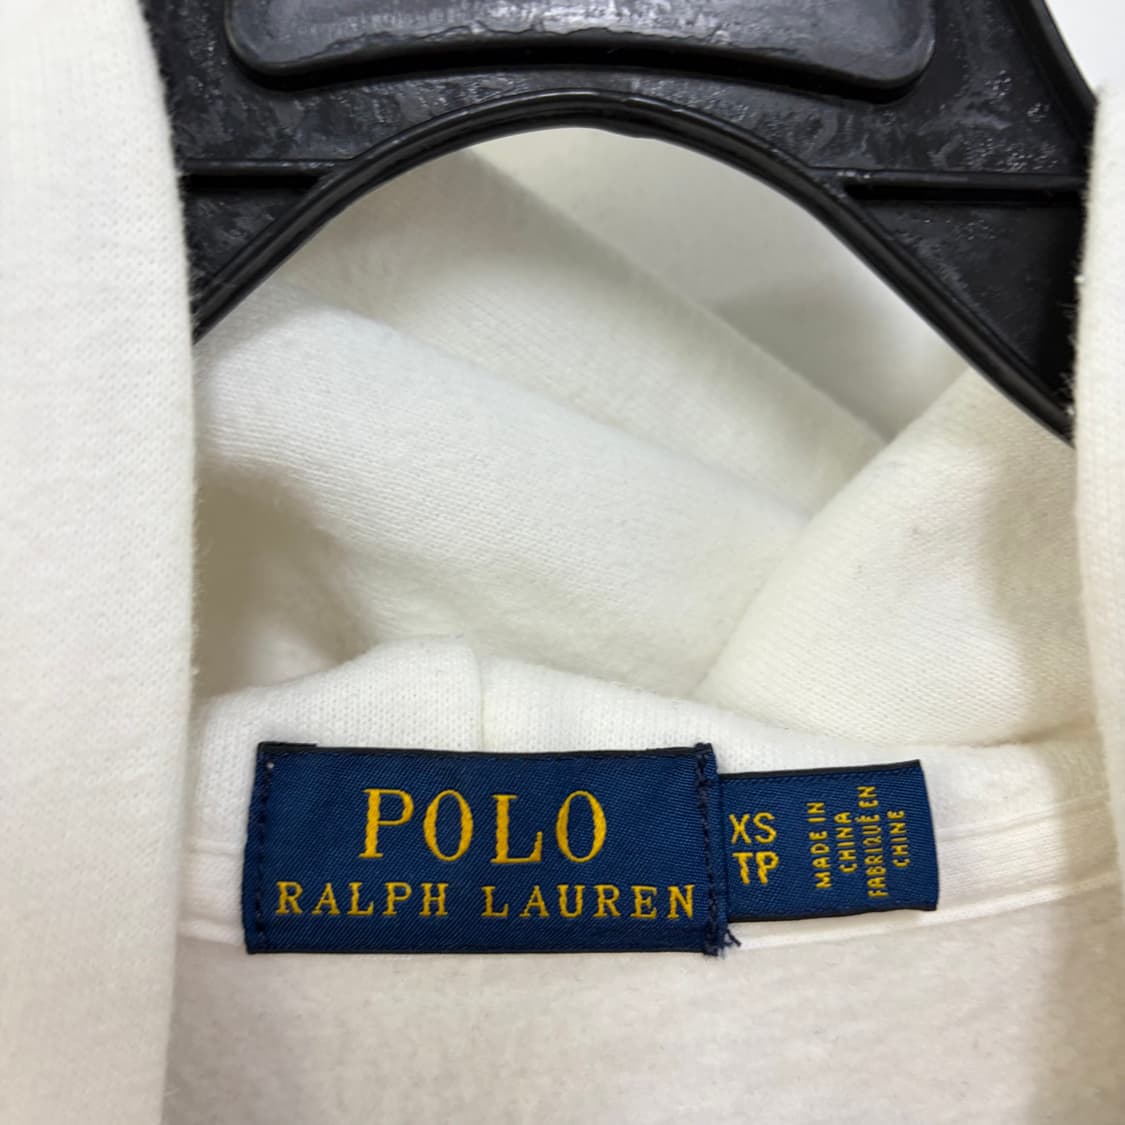 POLO
RALPH LAUREN
XS
TP
MADE IN
CHINA
FABRIQUÉ EN
CHINE